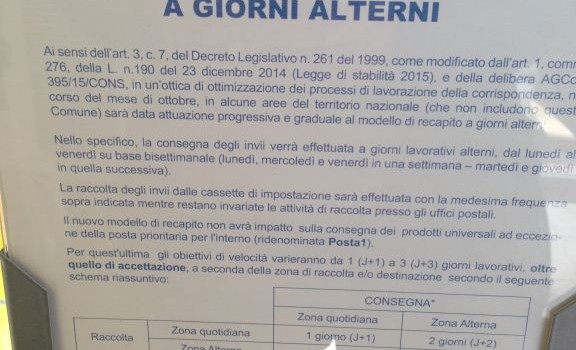 A GIORNI ALTERNI
Ai sensi dell'art. 3, c. 7, del Decreto Legislativo n. 261 del 1999, come modificato dall'art. 1,
276, della L. n.190 del 23 dicembre 2014 (Legge di stabilità 2015), e della delibera
395/15/CONS, in un'ottica di ottimizzazione dei processi di lavorazione della corrispondenza,
corso del mese di ottobre, in alcune aree del territorio nazionale (che non includono
Comune) sarà data attuazione progressiva e graduale al modello di recapito a giorni
Nello specifico, la consegna degli invii verrà effettuata a giorni lavorativi alterni, dal lunedì al
venerdì su base bisettimanale (lunedì, mercoledì e venerdì in una settimana – martedì e giovedì
in quella successiva).
La raccolta degli invii dalle cassette di impostazione sarà effettuata con la medesima frequenza
sopra indicata mentre restano invariate le attività di raccolta presso gli uffici postali.
Il nuovo modello di recapito non avrà impatto sulla consegna dei prodotti universali ad eccezio-
ne della posta prioritaria per l'interno (ridenominata Posta1).
Per quest'ultima gli obiettivi di velocità varieranno da 1 (J+1) a 3 (J+3) giorni lavorativi, oltre
quello di accettazione, a seconda della zona di raccolta e/o destinazione secondo il seguente
schema riassuntivo:
CONSEGNA*
Zona quotidiana Zona Alterna
Raccolta Zona quotidiana 1 giorno (J+1) 2 giorni (J+2)